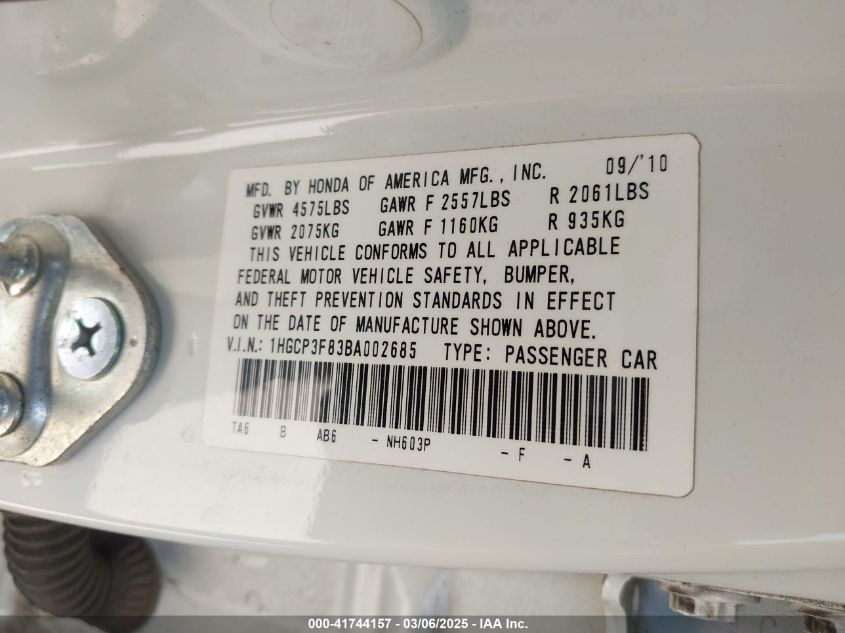 MFD. BY HONDA OF AMERICA MFG., INC. 09/'10
GVWR 4575LBS GAWR F 2557LBS R 2061LBS
GVWR 2075KG GAWR F 1160KG R 935KG
THIS VEHICLE CONFORMS TO ALL APPLICABLE
FEDERAL MOTOR VEHICLE SAFETY, BUMPER,
AND THEFT PREVENTION STANDARDS IN EFFECT
ON THE DATE OF MANUFACTURE SHOWN ABOVE.
V.I.N.: 1HGCP3F83BA002685 TYPE: PASSENGER CAR
TA6 B AB6 - NH603P - F - A
000-41744157 - 03/06/2025 - IAA Inc.